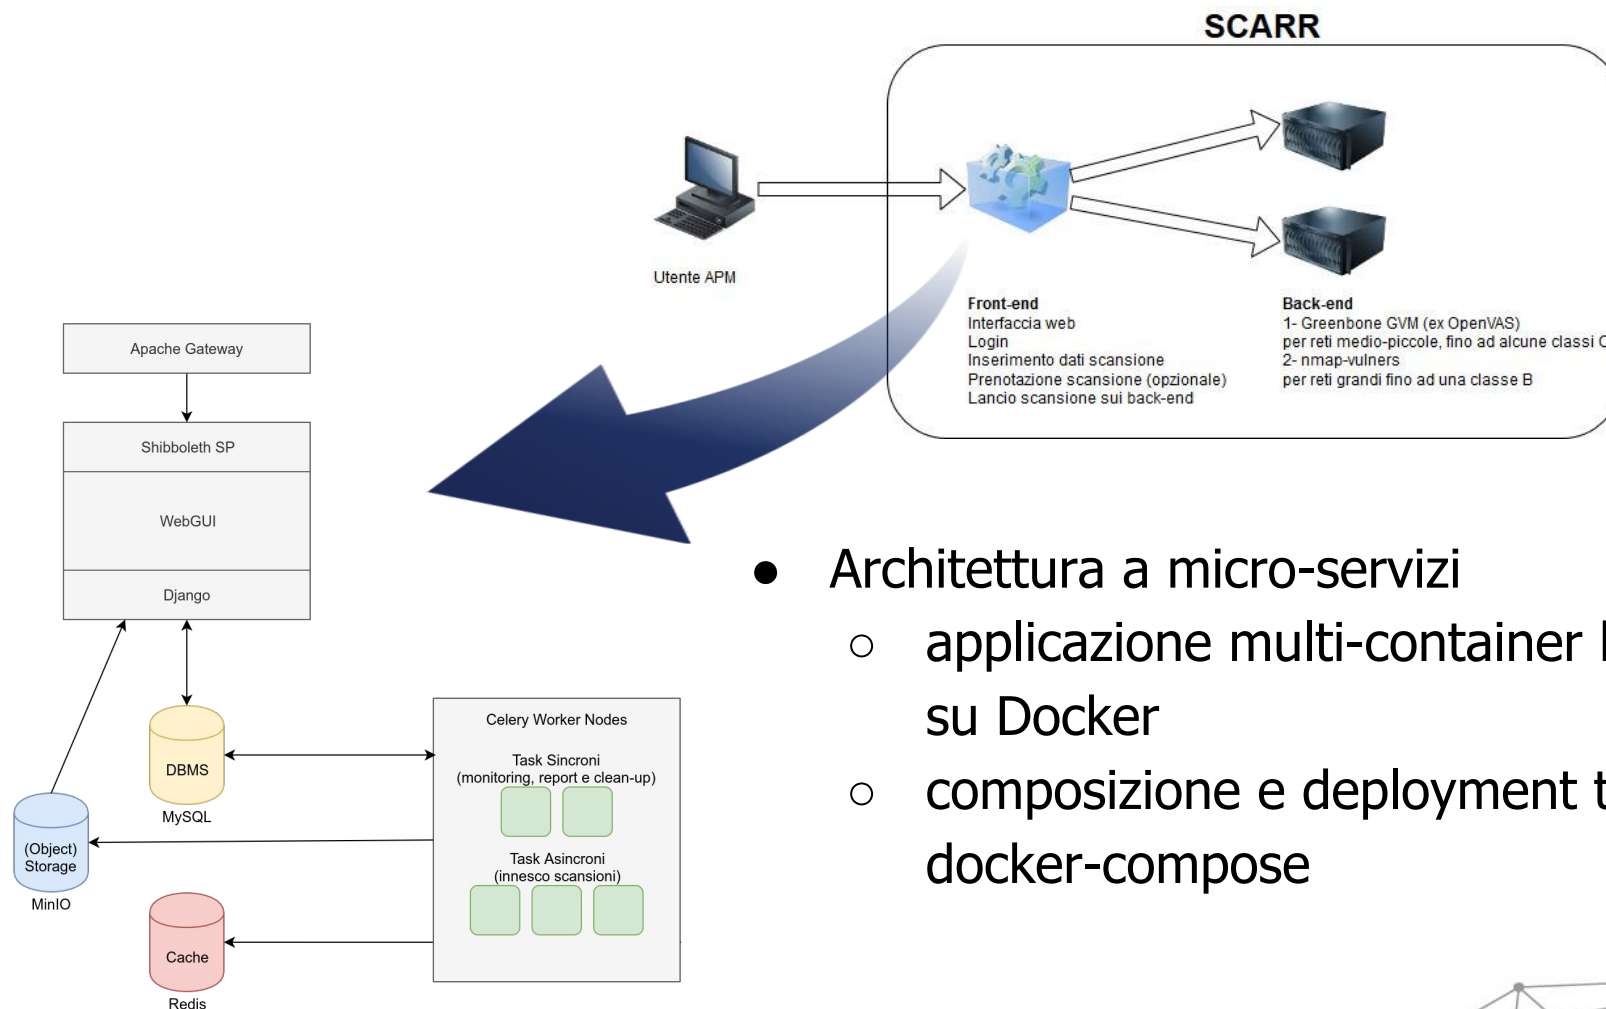 SCARR
Utente APM
Front-end
Interfaccia web
Login
Inserimento dati scansione
Prenotazione scansione (opzionale)
Lancio scansione sui back-end
Back-end
1- Greenbone GVM (ex OpenVAS)
per reti medio-piccole, fino ad alcune classi C
2- nmap-vulners
per reti grandi fino ad una classe B
Apache Gateway
Shibboleth SP
WebGUI
Django
DBMS
MySQL
(Object)
Storage
MinIO
Cache
Redis
Celery Worker Nodes
Task Sincroni
(monitoring, report e clean-up)
Task Asincroni
(innesco scansioni)
● Architettura a micro-servizi
○ applicazione multi-container
su Docker
○ composizione e deployment
docker-compose